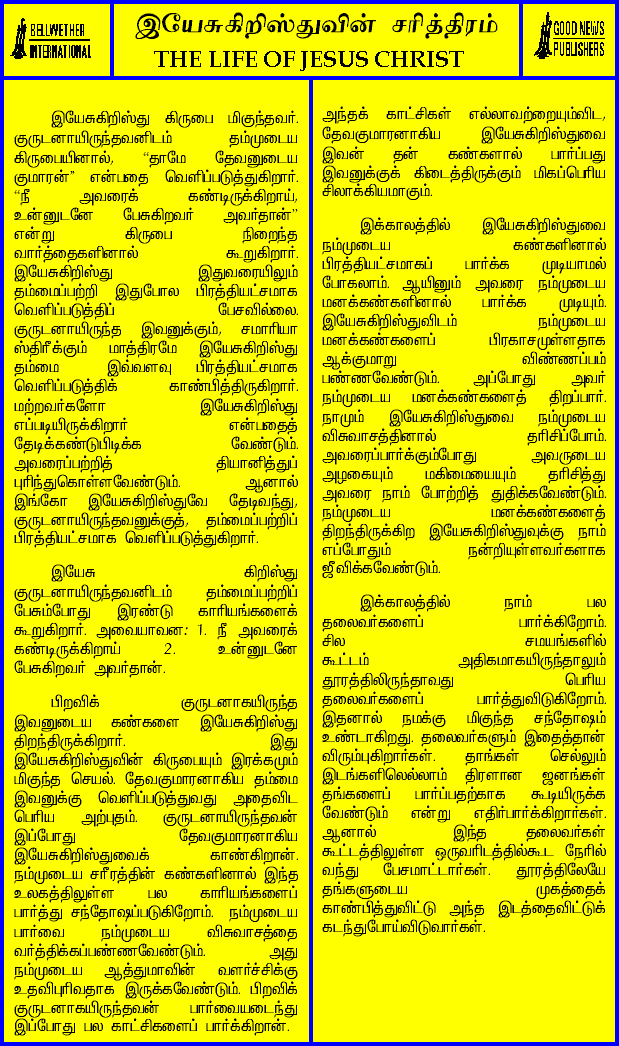 BELLWETHER
INTERNATIONAL
இயேசுகிறிஸ்துவின் சரித்திரம்
THE LIFE OF JESUS CHRIST
GOOD NEWS
PUBLISHERS
இயேசுகிறிஸ்து கிருபை மிகுந்தவர்.
குருடனாயிருந்தவனிடம் தம்முடைய
கிருபையினால், “தாமே தேவனுடைய
குமாரன்” என்பதை வெளிப்படுத்துகிறார்.
“நீ அவரைக் கண்டிருக்கிறாய்,
உன்னுடனே பேசுகிறவர் அவர்தான்”
என்று கிருபை நிறைந்த
வார்த்தைகளினால் கூறுகிறார்.
இயேசுகிறிஸ்து இதுவரையிலும்
தம்மைப்பற்றி இதுபோல பிரத்தியட்சமாக
வெளிப்படுத்திப் பேசவில்லை.
குருடனாயிருந்த இவனுக்கும், சமாரியா
ஸ்திரீக்கும் மாத்திரமே இயேசுகிறிஸ்து
தம்மை இவ்வளவு பிரத்தியட்சமாக
வெளிப்படுத்திக் காண்பித்திருகிறார்.
மற்றவர்களோ இயேசுகிறிஸ்து
எப்படியிருக்கிறார் என்பதைத்
தேடிக்கண்டுபிடிக்க வேண்டும்.
அவரைப்பற்றித் தியானித்துப்
புரிந்துகொள்ளவேண்டும். ஆனால்
இங்கோ இயேசுகிறிஸ்துவே தேடிவந்து,
குருடனாயிருந்தவனுக்குத், தம்மைப்பற்றிப்
பிரத்தியட்சமாக வெளிப்படுத்துகிறார்.
இயேசு கிறிஸ்து
குருடனாயிருந்தவனிடம் தம்மைப்பற்றிப்
பேசும்போது இரண்டு காரியங்களைக்
கூறுகிறார். அவையாவன: 1. நீ அவரைக்
கண்டிருக்கிறாய் 2. உன்னுடனே
பேசுகிறவர் அவர்தான்.
பிறவிக் குருடனாகயிருந்த
இவனுடைய கண்களை இயேசுகிறிஸ்து
திறந்திருக்கிறார். இது
இயேசுகிறிஸ்துவின் கிருபையும் இரக்கமும்
மிகுந்த செயல். தேவகுமாரனாகிய தம்மை
இவனுக்கு வெளிப்படுத்துவது அதைவிட
பெரிய அற்புதம். குருடனாயிருந்தவன்
இப்போது தேவகுமாரனாகிய
இயேசுகிறிஸ்துவைக் காண்கிறான்.
நம்முடைய சரீரத்தின் கண்களினால் இந்த
உலகத்திலுள்ள பல காரியங்களைப்
பார்த்து சந்தோஷப்படுகிறோம். நம்முடைய
பார்வை நம்முடைய விசுவாசத்தை
வர்த்திக்கப்பண்ணவேண்டும். அது
நம்முடைய ஆத்துமாவின் வளர்ச்சிக்கு
உதவிபுரிவதாக இருக்கவேண்டும். பிறவிக்
குருடனாகயிருந்தவன் பார்வையடைந்து
இப்போது பல காட்சிகளைப் பார்க்கிறான்.
அந்தக் காட்சிகள் எல்லாவற்றையும்விட,
தேவகுமாரனாகிய இயேசுகிறிஸ்துவை
இவன் தன் கண்களால் பார்ப்பது
இவனுக்குக் கிடைத்திருக்கும் மிகப்பெரிய
சிலாக்கியமாகும்.
இக்காலத்தில் இயேசுகிறிஸ்துவை
நம்முடைய கண்களினால்
பிரத்தியட்சமாகப் பார்க்க முடியாமல்
போகலாம். ஆயினும் அவரை நம்முடைய
மனக்கண்களினால் பார்க்க முடியும்.
இயேசுகிறிஸ்துவிடம் நம்முடைய
மனக்கண்களைப் பிரகாசமுள்ளதாக
ஆக்குமாறு விண்ணப்பம்
பண்ணவேண்டும். அப்போது அவர்
நம்முடைய மனக்கண்களைத் திறப்பார்.
நாமும் இயேசுகிறிஸ்துவை நம்முடைய
விசுவாசத்தினால் தரிசிப்போம்.
அவரைப்பார்க்கும்போது அவருடைய
அழகையும் மகிமையையும் தரிசித்து
அவரை நாம் போற்றித் துதிக்கவேண்டும்.
நம்முடைய மனக்கண்களைத்
திறந்திருக்கிற இயேசுகிறிஸ்துவுக்கு நாம்
எப்போதும் நன்றியுள்ளவர்களாக
ஜீவிக்கவேண்டும்.
இக்காலத்தில் நாம் பல
தலைவர்களைப் பார்க்கிறோம்.
சில சமயங்களில்
கூட்டம் அதிகமாகயிருந்தாலும்
தூரத்திலிருந்தாவது பெரிய
தலைவர்களைப் பார்த்துவிடுகிறோம்.
இதனால் நமக்கு மிகுந்த சந்தோஷம்
உண்டாகிறது. தலைவர்களும் இதைத்தான்
விரும்புகிறார்கள். தாங்கள் செல்லும்
இடங்களிலெல்லாம் திரளான ஜனங்கள்
தங்களைப் பார்ப்பதற்காக கூடியிருக்க
வேண்டும் என்று எதிர்பார்க்கிறார்கள்.
ஆனால் இந்த தலைவர்கள்
கூட்டத்திலுள்ள ஒருவரிடத்தில்கூட நேரில்
வந்து பேசமாட்டார்கள். தூரத்திலேயே
தங்களுடைய முகத்தைக்
காண்பித்துவிட்டு அந்த இடத்தைவிட்டுக்
கடந்துபோய்விடுவார்கள்.